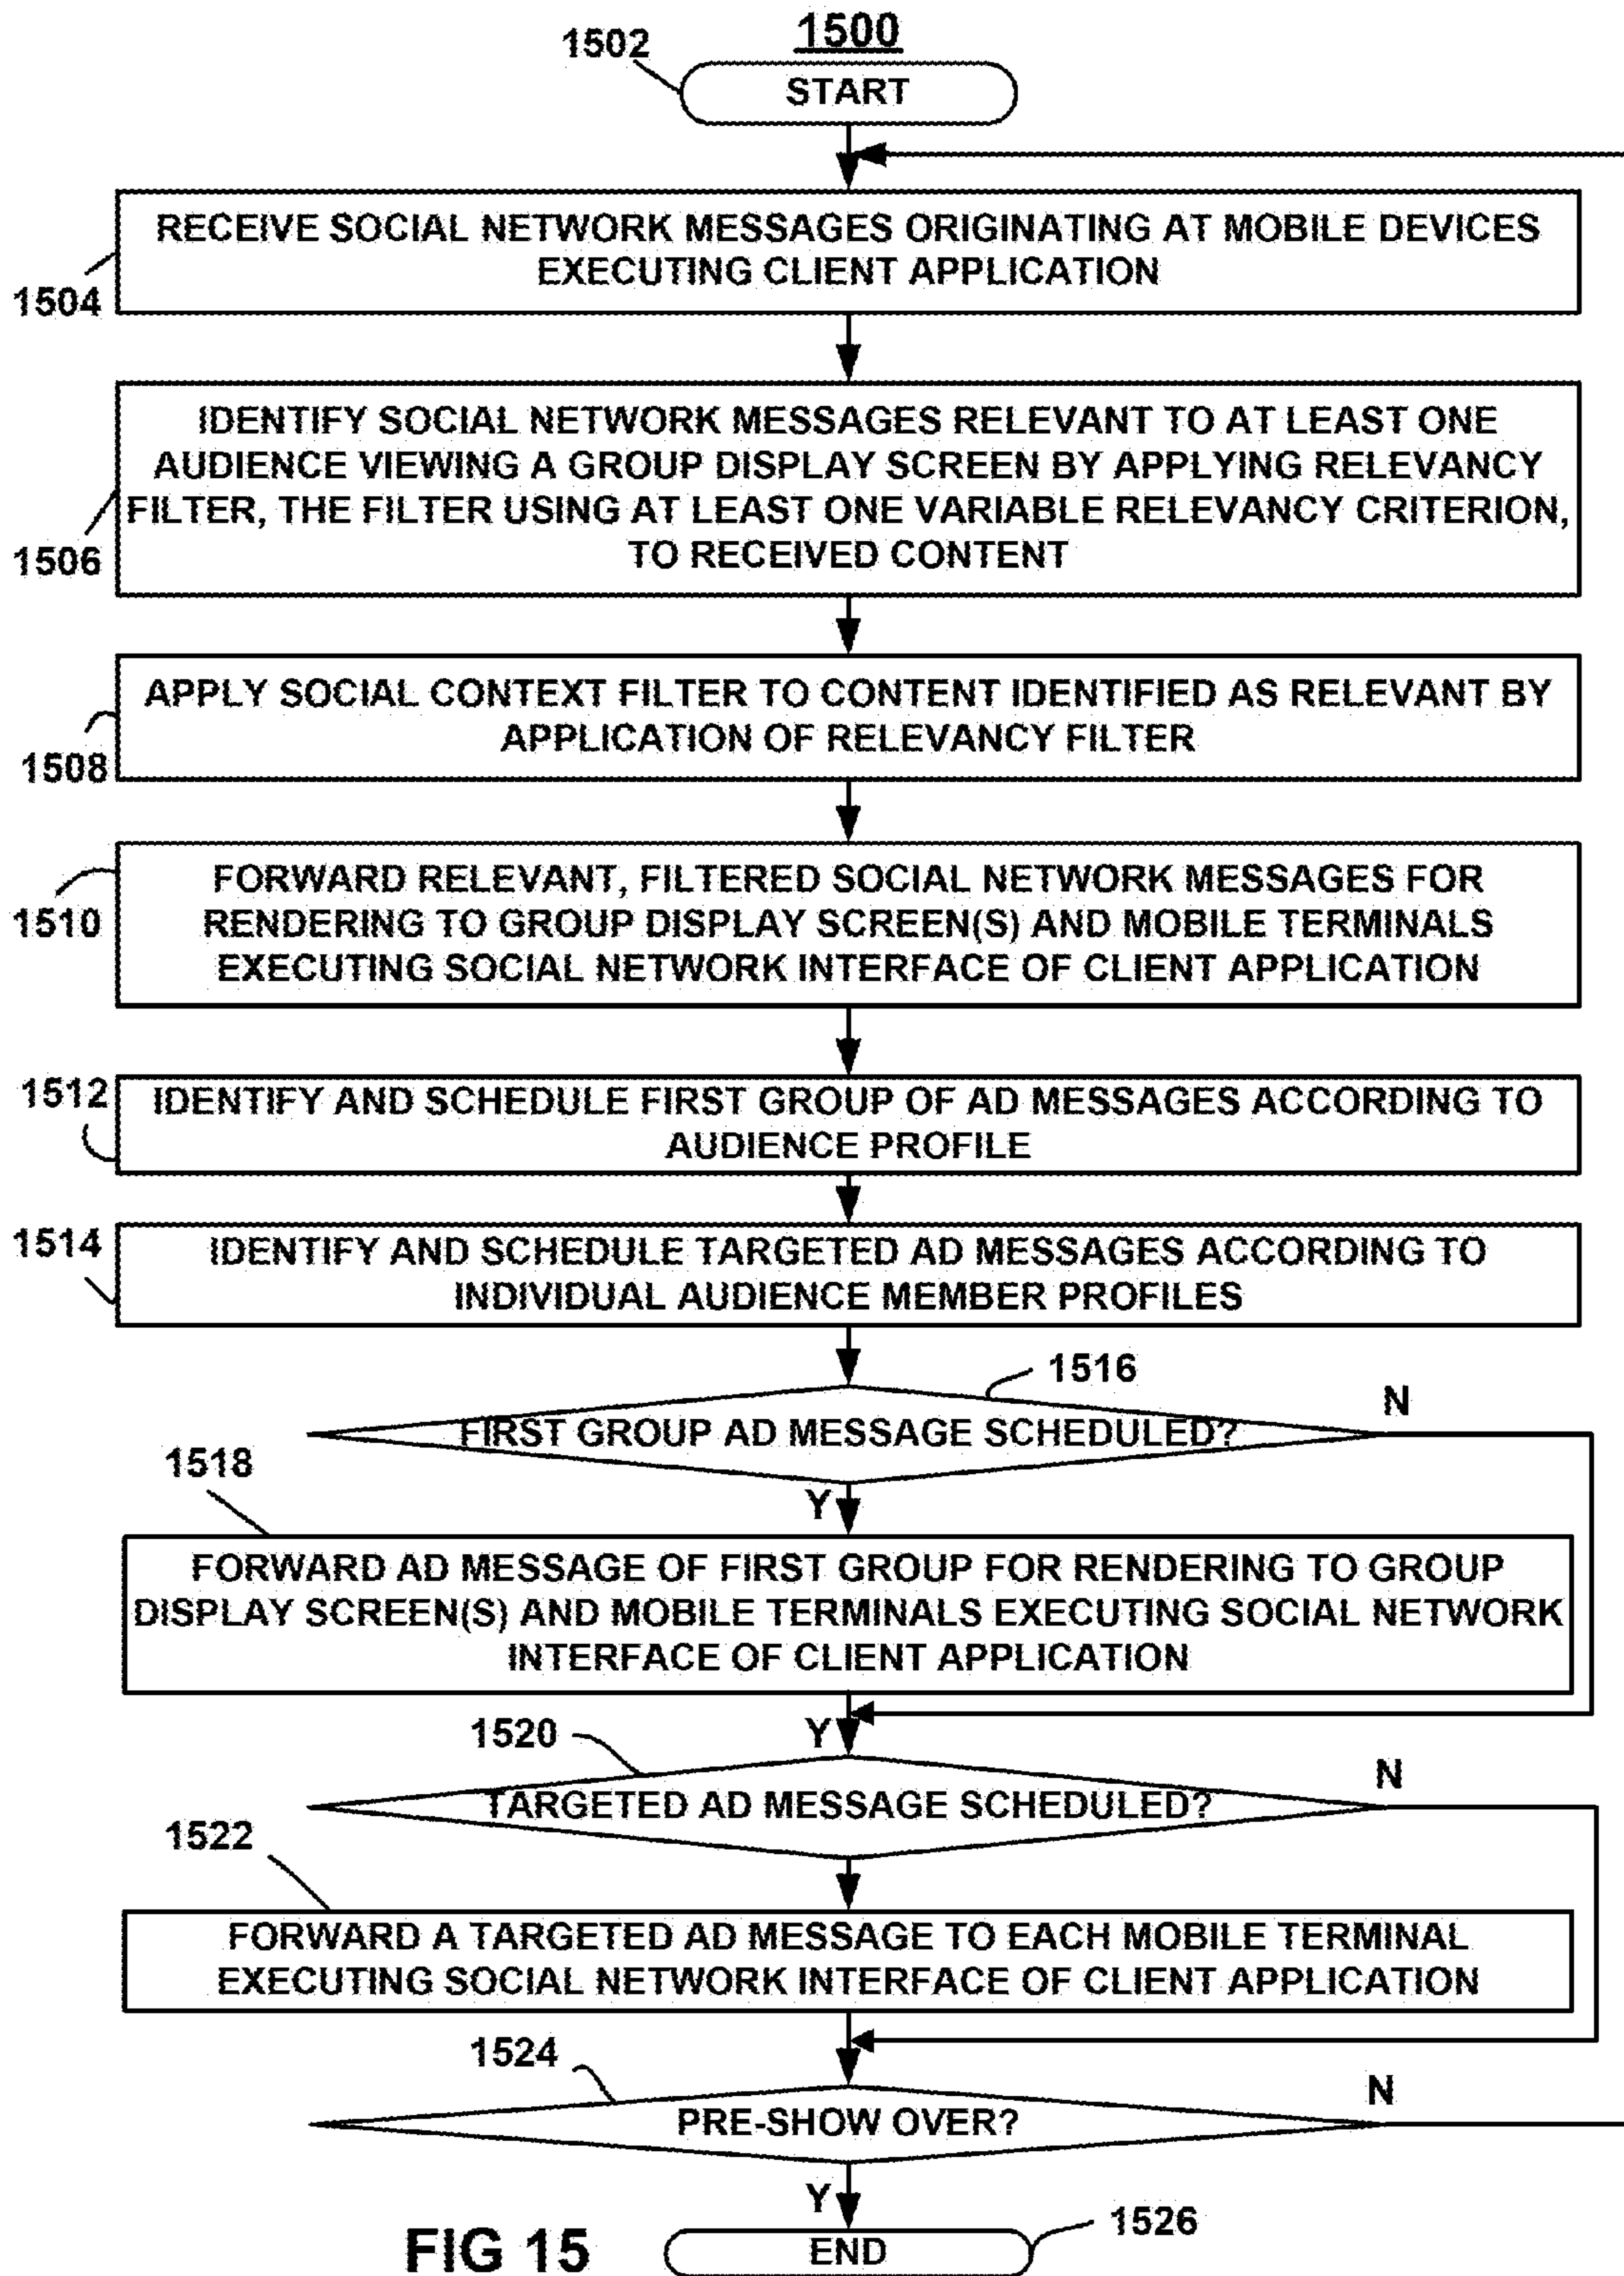 1500
1502
START
RECEIVE SOCIAL NETWORK MESSAGES ORIGINATING AT MOBILE DEVICES
EXECUTING CLIENT APPLICATION
1504
IDENTIFY SOCIAL NETWORK MESSAGES RELEVANT TO AT LEAST ONE
AUDIENCE VIEWING A GROUP DISPLAY SCREEN BY APPLYING RELEVANCY
FILTER, THE FILTER USING AT LEAST ONE VARIABLE RELEVANCY CRITERION,
TO RECEIVED CONTENT
1506
APPLY SOCIAL CONTEXT FILTER TO CONTENT IDENTIFIED AS RELEVANT BY
APPLICATION OF RELEVANCY FILTER
1508
FORWARD RELEVANT, FILTERED SOCIAL NETWORK MESSAGES FOR
RENDERING TO GROUP DISPLAY SCREEN(S) AND MOBILE TERMINALS
EXECUTING SOCIAL NETWORK INTERFACE OF CLIENT APPLICATION
1510
1512
IDENTIFY AND SCHEDULE FIRST GROUP OF AD MESSAGES ACCORDING TO
AUDIENCE PROFILE
1514
IDENTIFY AND SCHEDULE TARGETED AD MESSAGES ACCORDING TO
INDIVIDUAL AUDIENCE MEMBER PROFILES
1516
N
FIRST GROUP AD MESSAGE SCHEDULED?
1518
Y
FORWARD AD MESSAGE OF FIRST GROUP FOR RENDERING TO GROUP
DISPLAY SCREEN(S) AND MOBILE TERMINALS EXECUTING SOCIAL NETWORK
INTERFACE OF CLIENT APPLICATION
1520
Y
N
TARGETED AD MESSAGE SCHEDULED?
1522
FORWARD A TARGETED AD MESSAGE TO EACH MOBILE TERMINAL
EXECUTING SOCIAL NETWORK INTERFACE OF CLIENT APPLICATION
1524
N
PRE-SHOW OVER?
Y
1526
END
FIG 15